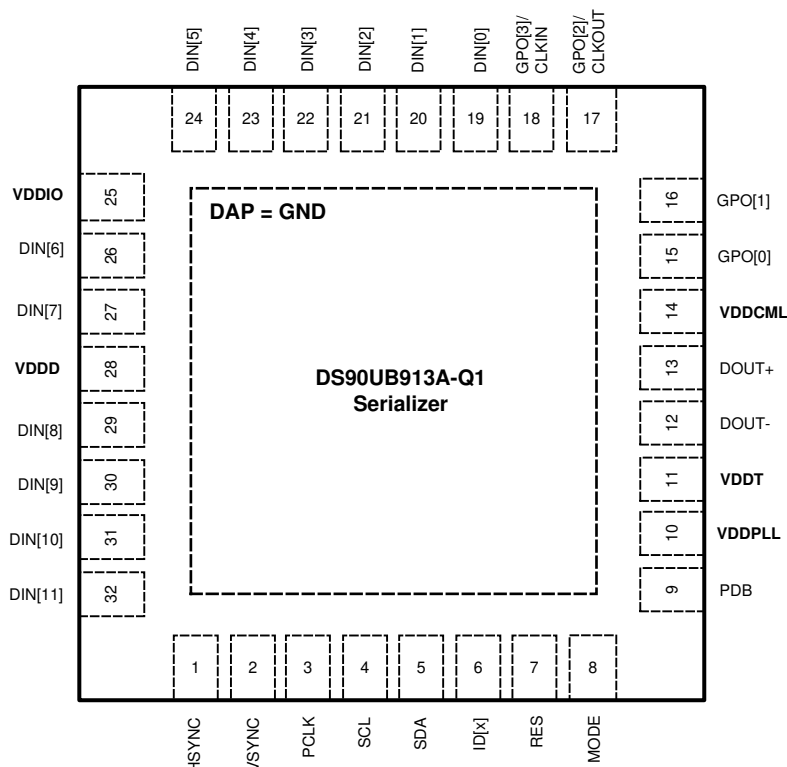 DIN[5]
DIN[4]
DIN[3]
DIN[2]
DIN[1]
DIN[0]
GPO[3]/
CLKIN
GPO[2]/
CLKOUT
24
23
22
21
20
19
18
17
VDDIO
25
DIN[6]
26
DIN[7]
27
VDDD
28
DIN[8]
29
DIN[9]
30
DIN[10]
31
DIN[11]
32
DAP = GND
DS90UB913A-Q1
Serializer
16
GPO[1]
15
GPO[0]
14
VDDCML
13
DOUT+
12
DOUT-
11
VDDT
10
VDDPLL
9
PDB
1
2
3
4
5
6
7
8
HSYNC
VSYNC
PCLK
SCL
SDA
ID[x]
RES
MODE